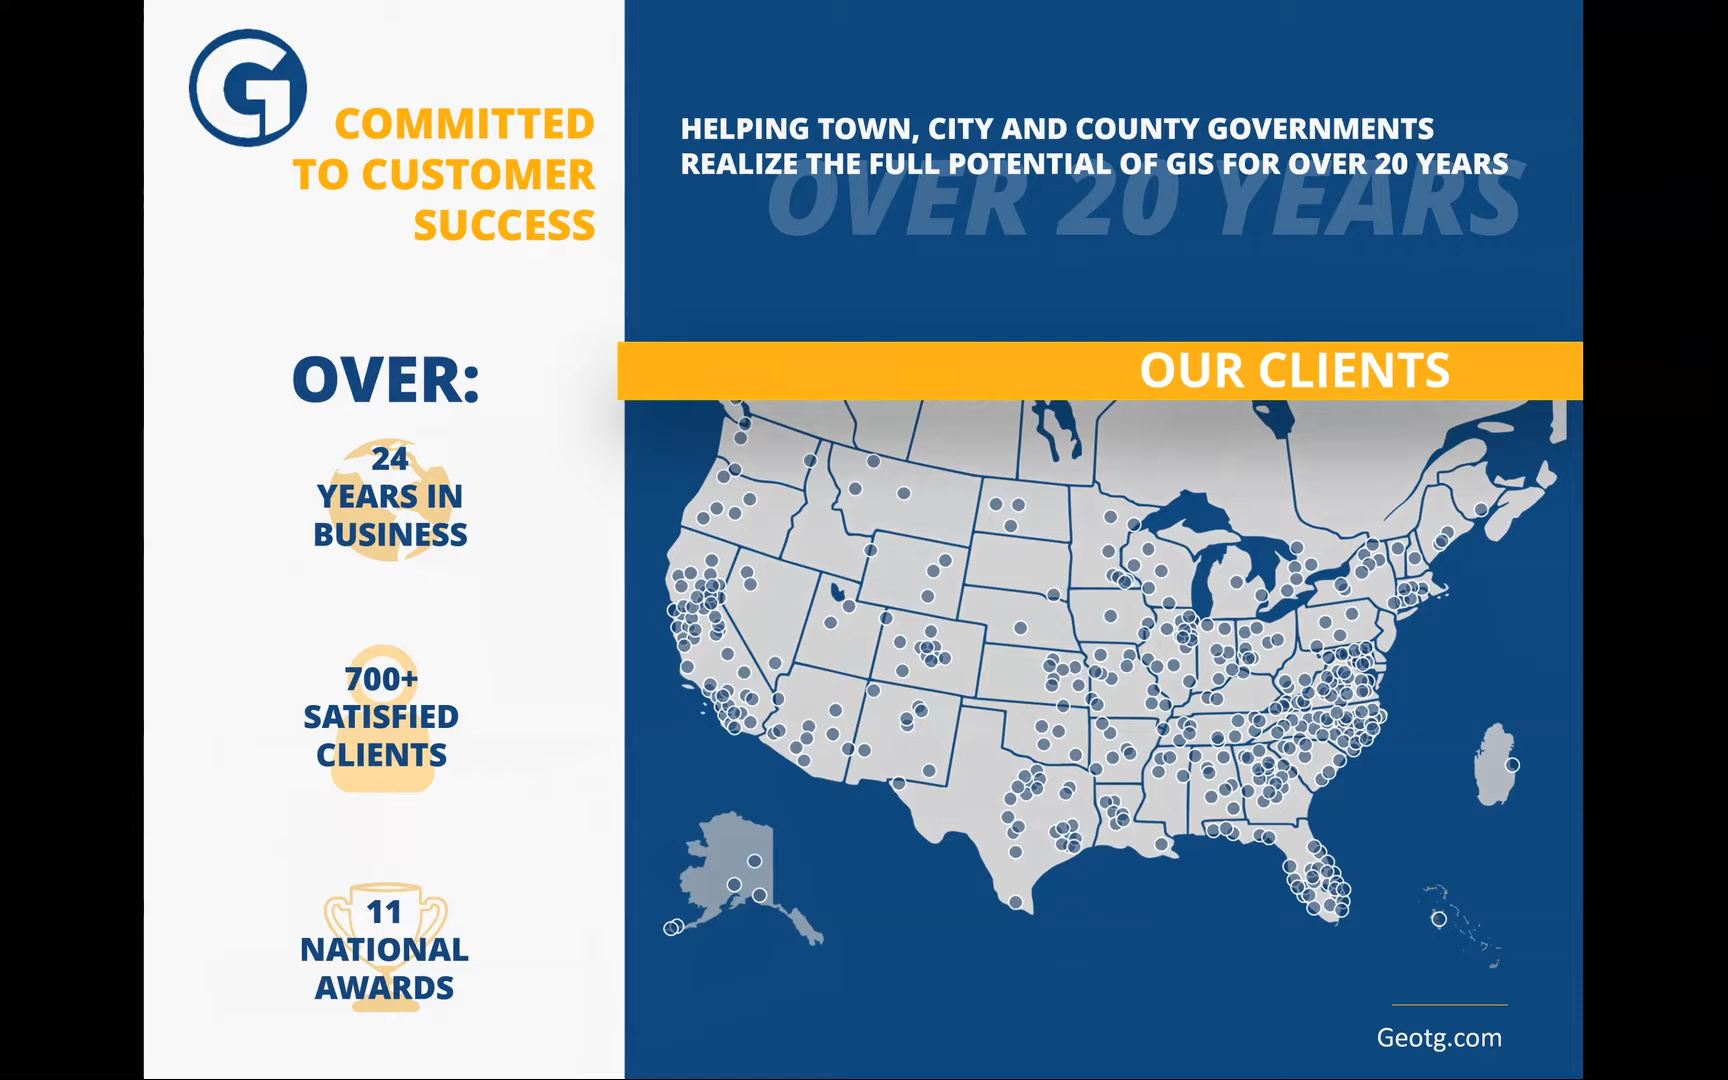 G
COMMITTED
TO CUSTOMER
SUCCESS
OVER:
24
YEARS IN
BUSINESS
700+
SATISFIED
CLIENTS
11
NATIONAL
AWARDS
HELPING TOWN, CITY AND COUNTY GOVERNMENTS
REALIZE THE FULL POTENTIAL OF GIS FOR OVER 20 YEARS
OVER 20 YEARS
OUR CLIENTS
Geotg.com